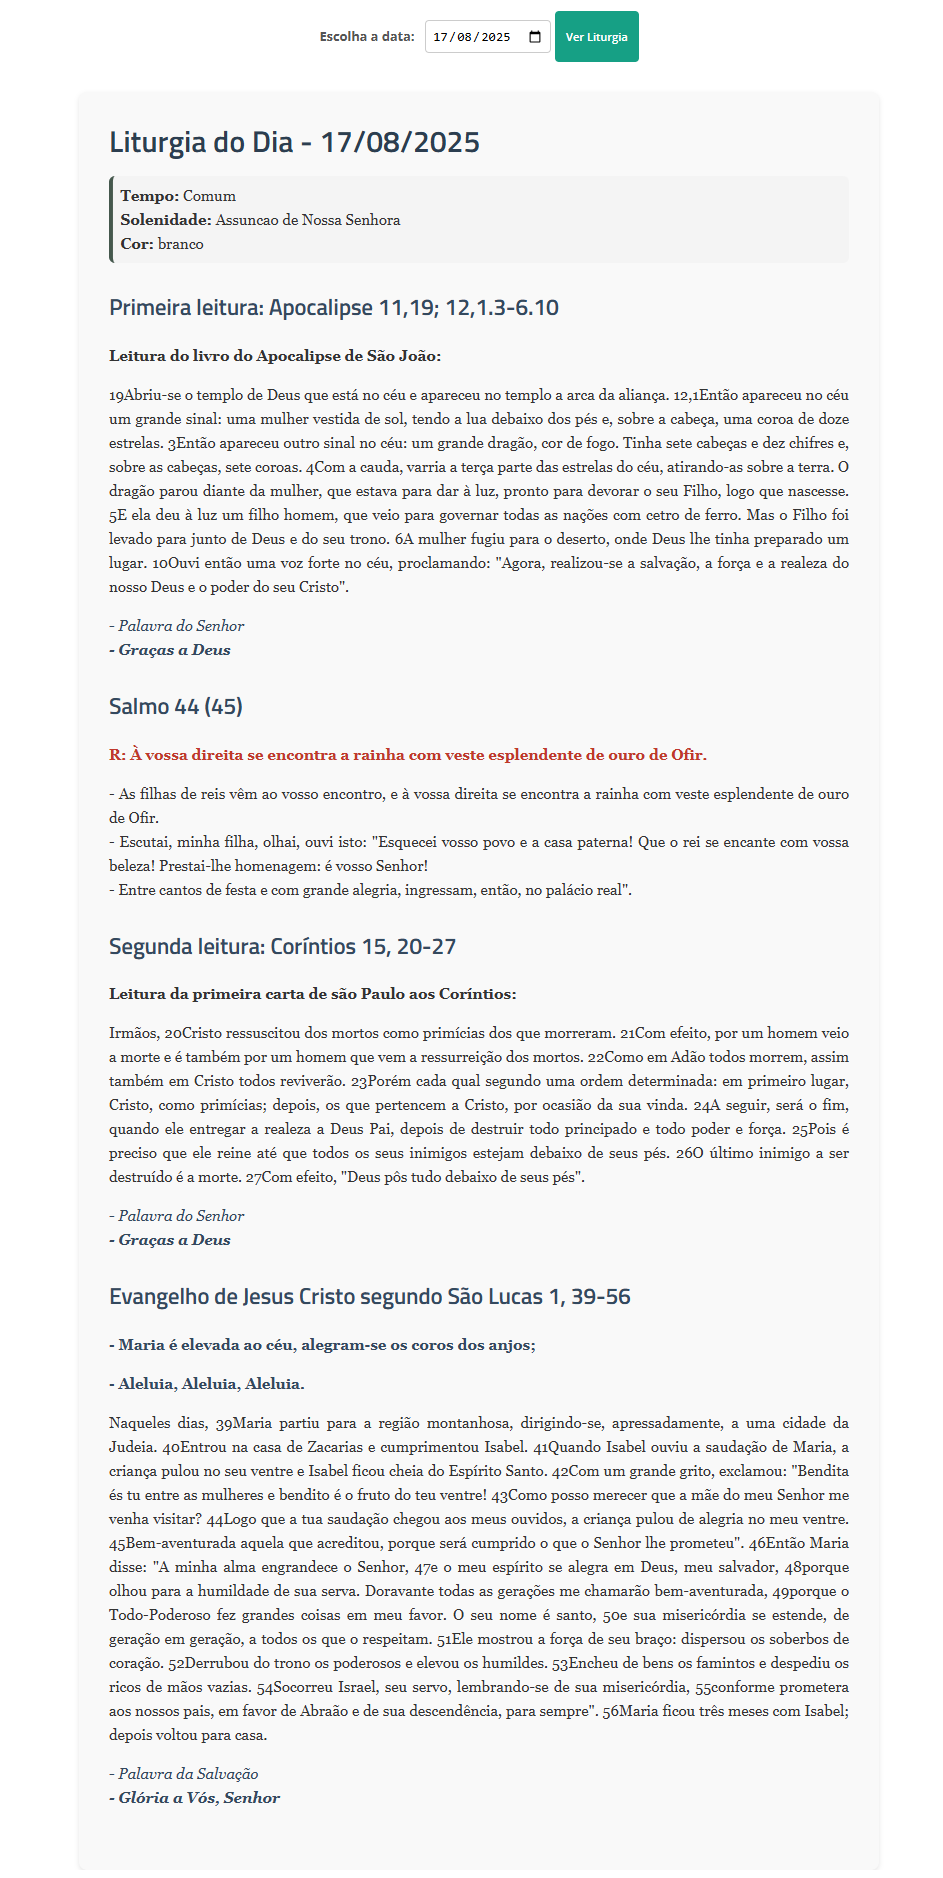 Escolha a data: 17/08/2025 Ver Liturgia
Liturgia do Dia - 17/08/2025
Tempo: Comum
Solenidade: Assuncao de Nossa Senhora
Cor: branco
Primeira leitura: Apocalipse 11,19; 12,1.3-6.10
Leitura do livro do Apocalipse de São João:
19Abriu-se o templo de Deus que está no céu e apareceu no templo a arca da aliança. 12,1Então apareceu no céu
um grande sinal: uma mulher vestida de sol, tendo a lua debaixo dos pés e, sobre a cabeça, uma coroa de doze
estrelas. 3Então apareceu outro sinal no céu: um grande dragão, cor de fogo. Tinha sete cabeças e dez chifres e,
sobre as cabeças, sete coroas. 4Com a cauda, varria a terça parte das estrelas do céu, atirando-as sobre a terra. O
dragão parou diante da mulher, que estava para dar à luz, pronto para devorar o seu Filho, logo que nascesse.
5E ela deu à luz um filho homem, que veio para governar todas as nações com cetro de ferro. Mas o Filho foi
levado para junto de Deus e do seu trono. 6A mulher fugiu para o deserto, onde Deus lhe tinha preparado um
lugar. 10Ouvi então uma voz forte no céu, proclamando: "Agora, realizou-se a salvação, a força e a realeza do
nosso Deus e o poder do seu Cristo".
- Palavra do Senhor
- Graças a Deus
Salmo 44 (45)
R: À vossa direita se encontra a rainha com veste esplendente de ouro de Ofir.
- As filhas de reis vêm ao vosso encontro, e à vossa direita se encontra a rainha com veste esplendente de ouro
de Ofir.
- Escutai, minha filha, olhai, ouvi isto: "Esquecei vosso povo e a casa paterna! Que o rei se encante com vossa
beleza! Prestai-lhe homenagem: é vosso Senhor!
- Entre cantos de festa e com grande alegria, ingressam, então, no palácio real".
Segunda leitura: Coríntios 15, 20-27
Leitura da primeira carta de são Paulo aos Coríntios:
Irmãos, 20Cristo ressuscitou dos mortos como primícias dos que morreram. 21Com efeito, por um homem veio
a morte e é também por um homem que vem a ressurreição dos mortos. 22Como em Adão todos morrem, assim
também em Cristo todos reviverão. 23Porém cada qual segundo uma ordem determinada: em primeiro lugar,
Cristo, como primícias; depois, os que pertencem a Cristo, por ocasião da sua vinda. 24A seguir, será o fim,
quando ele entregar a realeza a Deus Pai, depois de destruir todo principado e todo poder e força. 25Pois é
preciso que ele reine até que todos os seus inimigos estejam debaixo de seus pés. 26O último inimigo a ser
destruído é a morte. 27Com efeito, "Deus pôs tudo debaixo de seus pés".
- Palavra do Senhor
- Graças a Deus
Evangelho de Jesus Cristo segundo São Lucas 1, 39-56
- Maria é elevada ao céu, alegram-se os coros dos anjos;
- Aleluia, Aleluia, Aleluia.
Naqueles dias, 39Maria partiu para a região montanhosa, dirigindo-se, apressadamente, a uma cidade da
Judeia. 40Entrou na casa de Zacarias e cumprimentou Isabel. 41Quando Isabel ouviu a saudação de Maria, a
criança pulou no seu ventre e Isabel ficou cheia do Espírito Santo. 42Com um grande grito, exclamou: "Bendita
és tu entre as mulheres e bendito é o fruto do teu ventre! 43Como posso merecer que a mãe do meu Senhor me
venha visitar? 44Logo que a tua saudação chegou aos meus ouvidos, a criança pulou de alegria no meu ventre.
45Bem-aventurada aquela que acreditou, porque será cumprido o que o Senhor lhe prometeu". 46Então Maria
disse: "A minha alma engrandece o Senhor, 47e o meu espírito se alegra em Deus, meu salvador, 48porque
olhou para a humildade de sua serva. Doravante todas as gerações me chamarão bem-aventurada, 49porque o
Todo-Poderoso fez grandes coisas em meu favor. O seu nome é santo, 50e sua misericórdia se estende, de
geração em geração, a todos os que o respeitam. 51Ele mostrou a força de seu braço: dispersou os soberbos de
coração. 52Derrubou do trono os poderosos e elevou os humildes. 53Encheu de bens os famintos e despediu os
ricos de mãos vazias. 54Socorreu Israel, seu servo, lembrando-se de sua misericórdia, 55conforme prometera
aos nossos pais, em favor de Abraão e de sua descendência, para sempre". 56Maria ficou três meses com Isabel;
depois voltou para casa.
- Palavra da Salvação
- Glória a Vós, Senhor